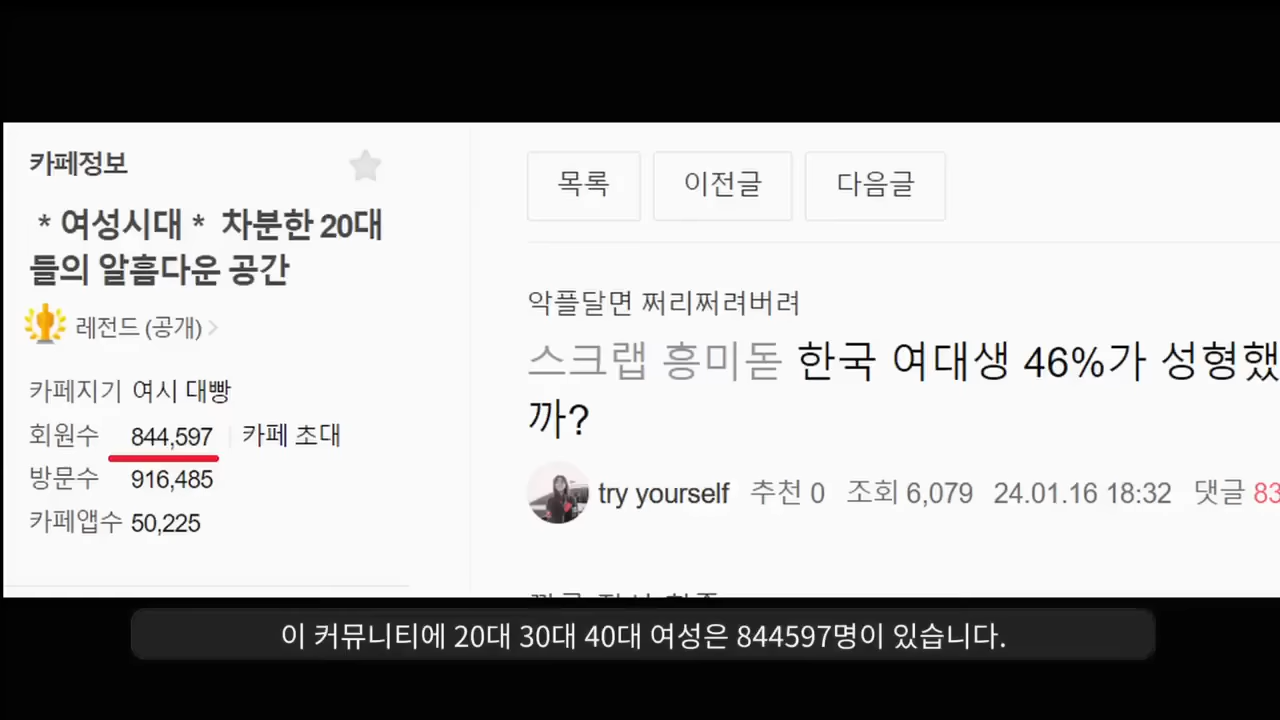 카페정보
* 여성시대 * 차분한 20대
들의 알흠다운 공간
레전드 (공개)
카페지기 여시 대빵
회원수 844,597 카페 초대
방문수 916,485
카페앱수 50,225
목록 이전글 다음글
악플달면 쩌리쩌려버려
스크랩 흥미돋 한국 여대생 46%가 성형했
까?
try yourself 추천 0 조회 6,079 24.01.16 18:32 댓글 83
이 커뮤니티에 20대 30대 40대 여성은 844597명이 있습니다.